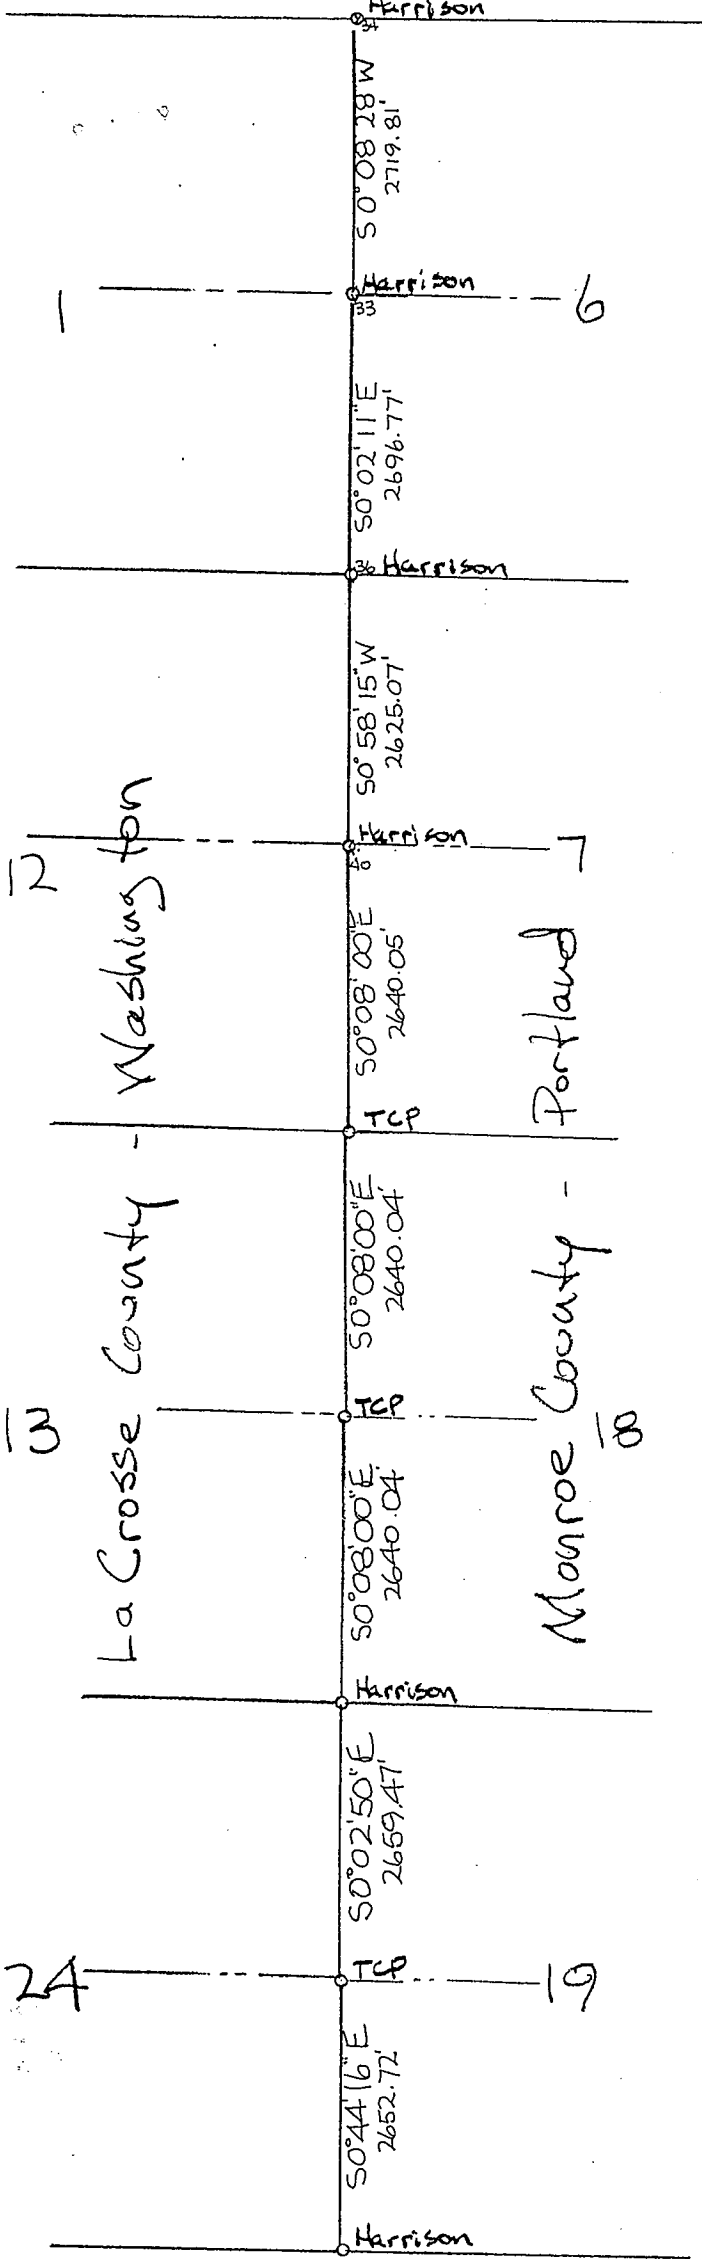 Harrison
34
S 0° 08' 28" W
2719.81'
1
Harrison
33
6
S0° 02' 11" E
2696.77'
36 Harrison
S0° 58' 15" W
2625.07'
12
Harrison
40
7
La Crosse County - Washington
Monroe County - Portland
S0°08'00"E
2640.05'
TCP
S0°08'00"E
2640.04'
13
TCP
18
S0°08'00"E
2640.04'
Harrison
S0°02'50"E
2659.47'
24
TCP
19
S0°44'16"E
2652.72'
Harrison